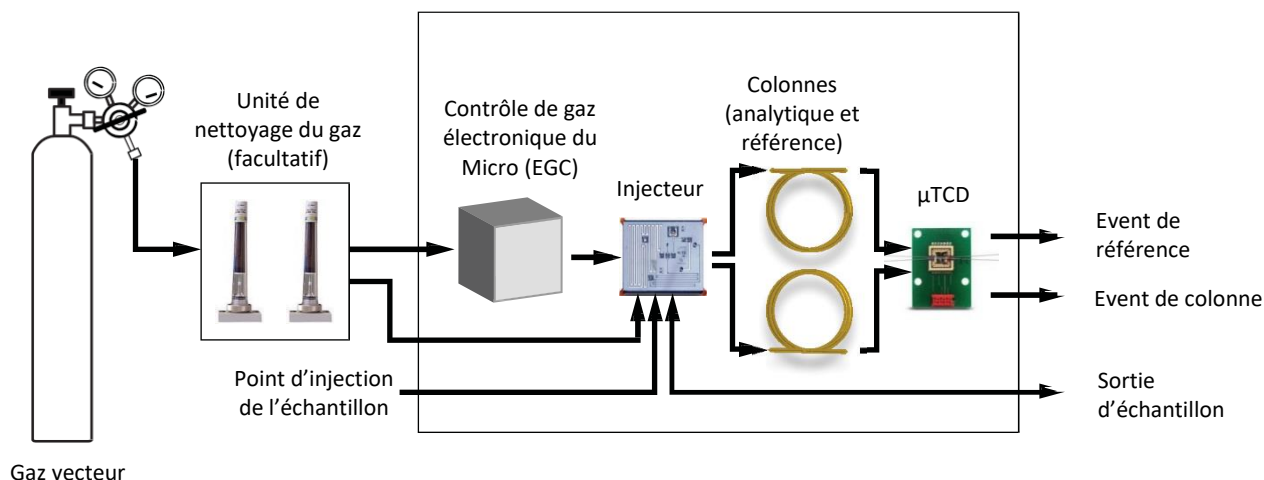 Unité de
nettoyage du gaz
(facultatif)
Contrôle de gaz
électronique du
Micro (EGC)
Colonnes
(analytique et
référence)
Injecteur
µTCD
Event de
référence
Event de colonne
Point d’injection
de l’échantillon
Sortie
d’échantillon
Gaz vecteur